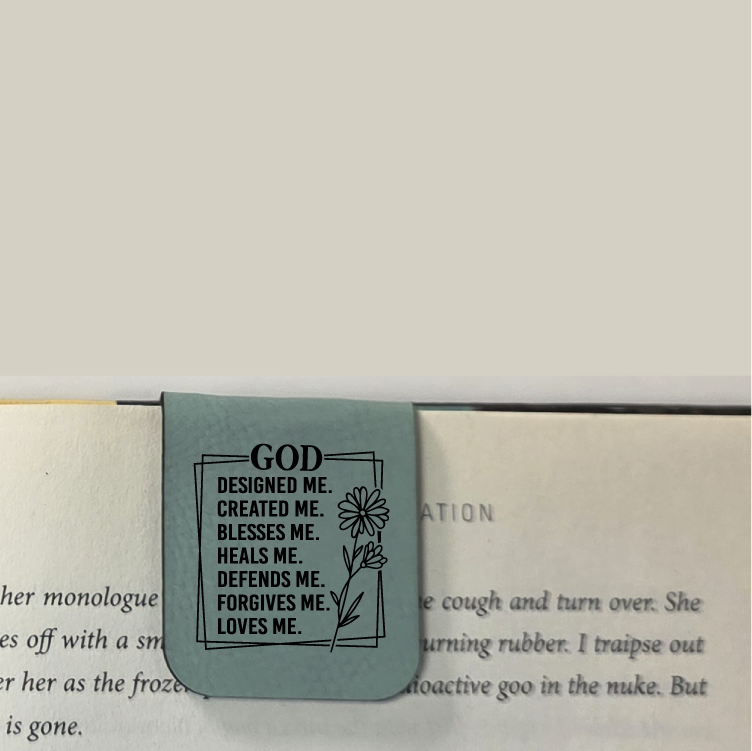 GOD
DESIGNED ME.
CREATED ME.
BLESSES ME.
HEALS ME.
DEFENDS ME.
FORGIVES ME.
LOVES ME.
ATION
her monologue cough and turn over. She
es off with a sm urning rubber. I traipse out
er her as the froze ioactive goo in the nuke. But
is gone.